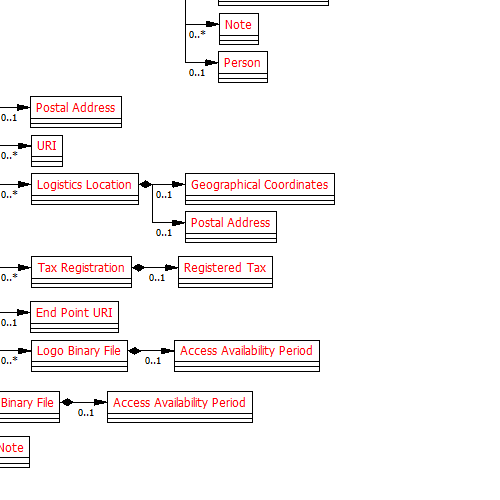 Note
0..*
Person
0..1
Postal Address
0..1
URI
0..*
Logistics Location
Geographical Coordinates
0..*
0..1
Postal Address
0..1
Tax Registration
Registered Tax
0..*
0..1
End Point URI
0..1
Logo Binary File
Access Availability Period
0..*
0..1
Binary File
Access Availability Period
0..1
Note